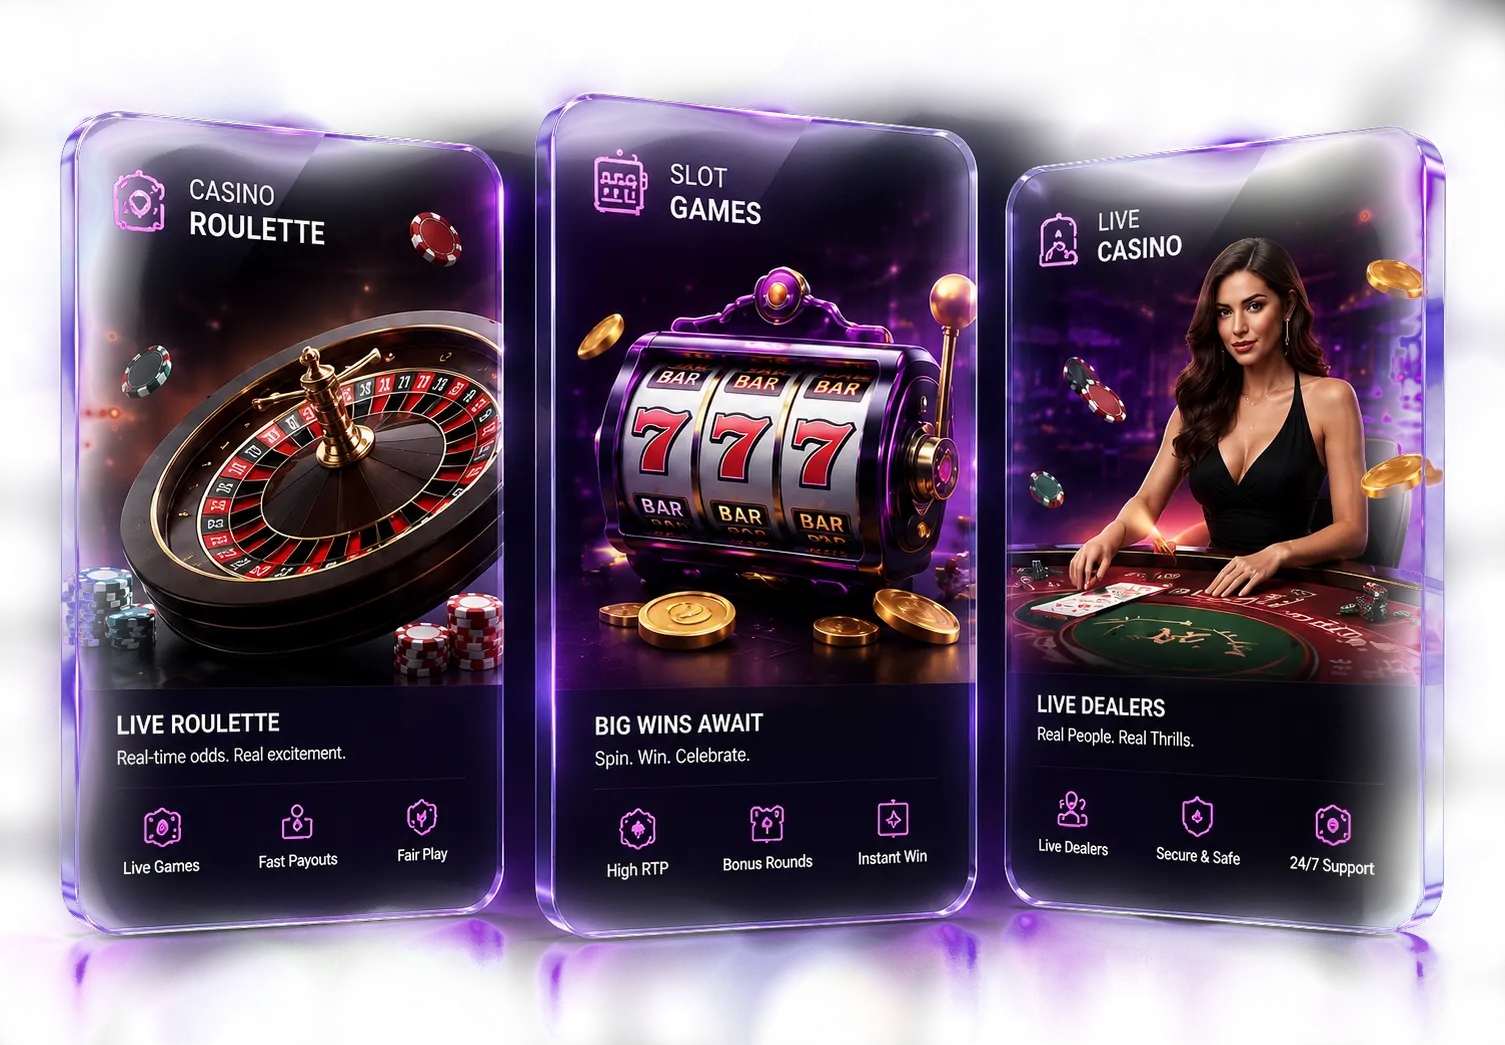 CASINO
ROULETTE
LIVE ROULETTE
Real-time odds. Real excitement.
Live Games
Fast Payouts
Fair Play
SLOT
GAMES
BAR BAR BAR
7 7 7
BAR BAR BAR
BIG WINS AWAIT
Spin. Win. Celebrate.
High RTP
Bonus Rounds
Instant Win
LIVE
CASINO
LIVE DEALERS
Real People. Real Thrills.
Live Dealers
Secure & Safe
24/7 Support